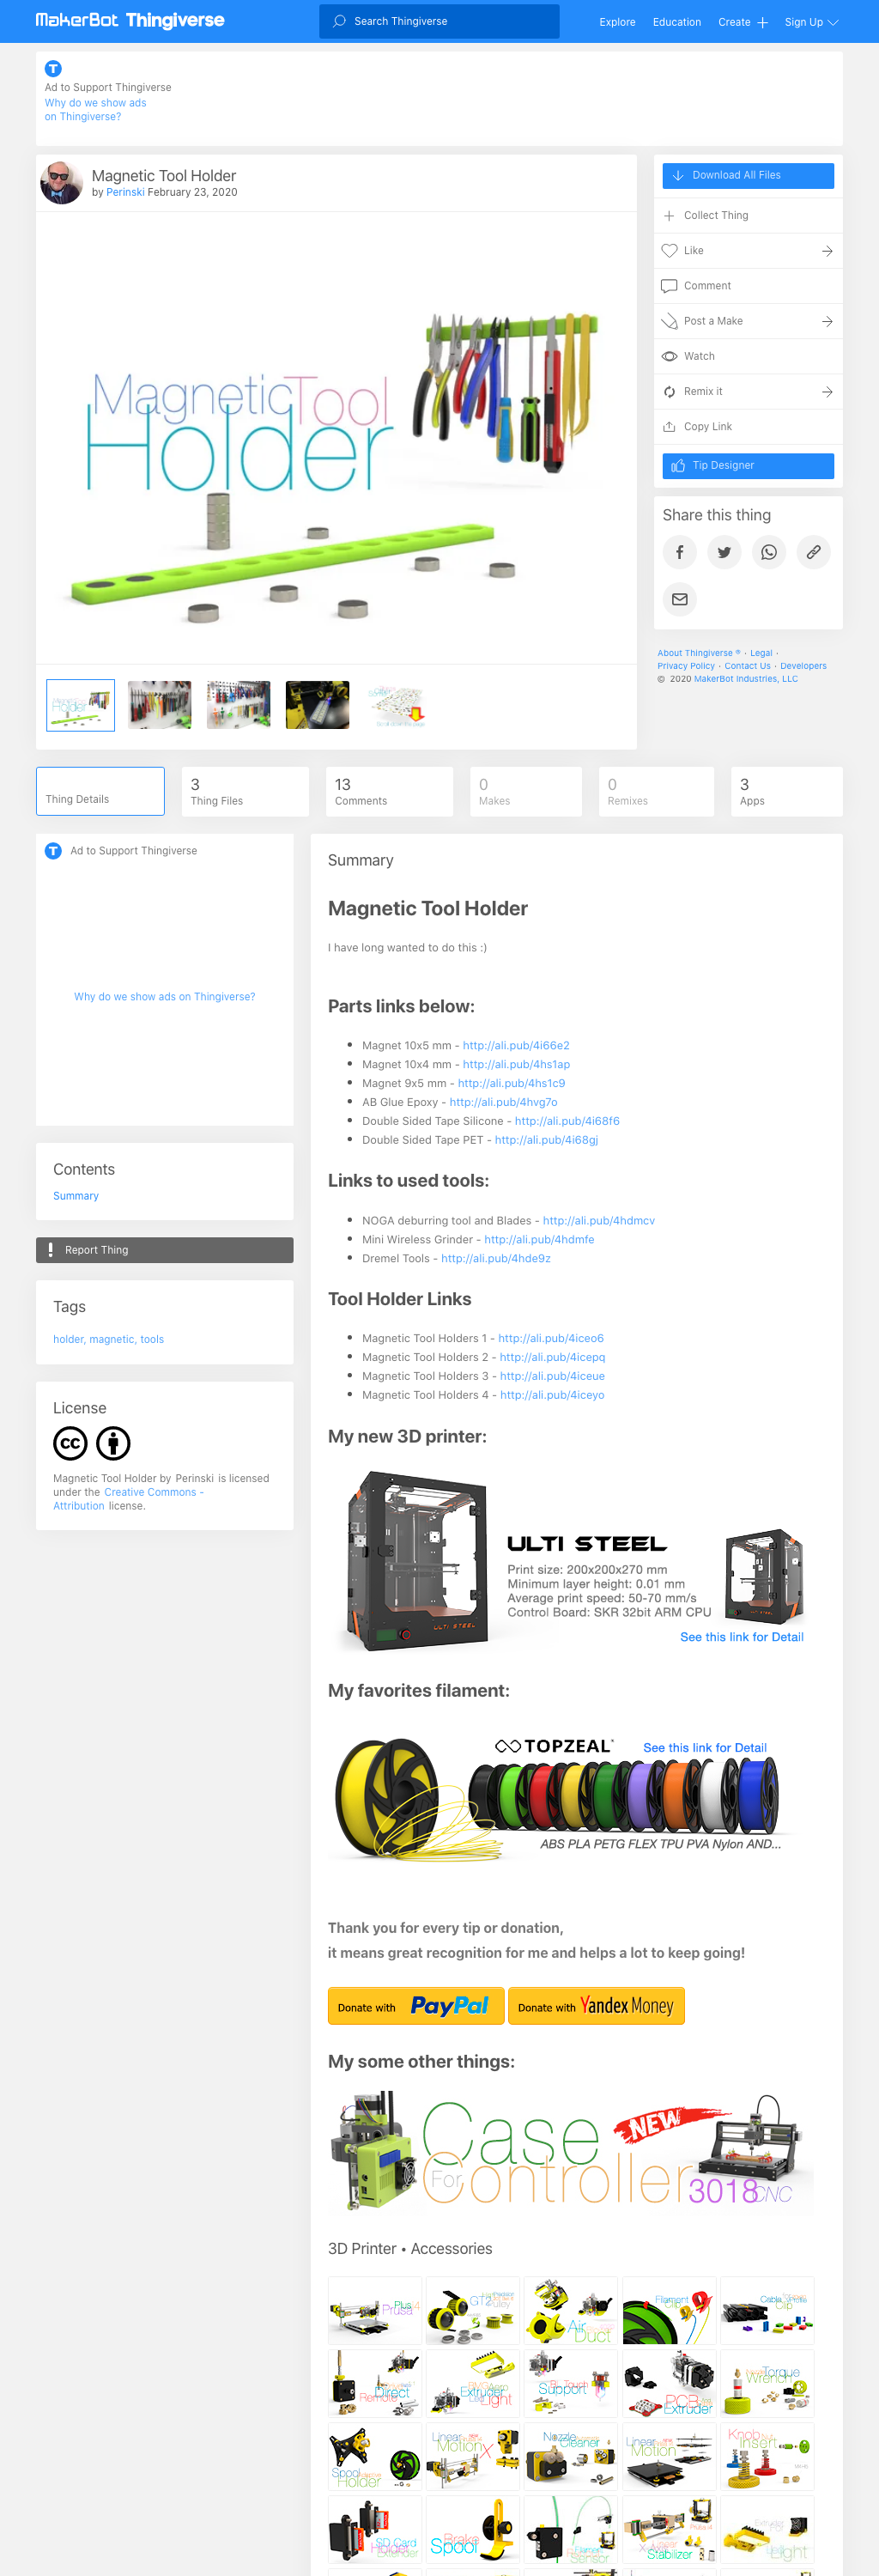 MakerBot Thingiverse
Search Thingiverse
Explore
Education
Create
Sign Up
Ad to Support Thingiverse
Why do we show ads
on Thingiverse?
Magnetic Tool Holder
by Perinski February 23, 2020
Magnetic Tool
Holder
Download All Files
Collect Thing
Like
Comment
Post a Make
Watch
Remix it
Copy Link
Tip Designer
Share this thing
About Thingiverse ® · Legal ·
Privacy Policy · Contact Us · Developers
© 2020 MakerBot Industries, LLC
Thing Details
3
Thing Files
13
Comments
0
Makes
0
Remixes
3
Apps
Ad to Support Thingiverse
Why do we show ads on Thingiverse?
Contents
Summary
Report Thing
Tags
holder, magnetic, tools
License
Magnetic Tool Holder by Perinski is licensed
under the Creative Commons -
Attribution license.
Summary
Magnetic Tool Holder
I have long wanted to do this :)
Parts links below:
Magnet 10x5 mm - http://ali.pub/4i66e2
Magnet 10x4 mm - http://ali.pub/4hs1ap
Magnet 9x5 mm - http://ali.pub/4hs1c9
AB Glue Epoxy - http://ali.pub/4hvg7o
Double Sided Tape Silicone - http://ali.pub/4i68f6
Double Sided Tape PET - http://ali.pub/4i68gj
Links to used tools:
NOGA deburring tool and Blades - http://ali.pub/4hdmcv
Mini Wireless Grinder - http://ali.pub/4hdmfe
Dremel Tools - http://ali.pub/4hde9z
Tool Holder Links
Magnetic Tool Holders 1 - http://ali.pub/4iceo6
Magnetic Tool Holders 2 - http://ali.pub/4icepq
Magnetic Tool Holders 3 - http://ali.pub/4iceue
Magnetic Tool Holders 4 - http://ali.pub/4iceyo
My new 3D printer:
ULTI STEEL
Print size: 200x200x270 mm
Minimum layer height: 0.01 mm
Average print speed: 50-70 mm/s
Control Board: SKR 32bit ARM CPU
ULTI STEEL
See this link for Detail
My favorites filament:
TOPZEAL
See this link for Detail
ABS PLA PETG FLEX TPU PVA Nylon AND...
Thank you for every tip or donation,
it means great recognition for me and helps a lot to keep going!
Donate with PayPal
Donate with Yandex Money
My some other things:
Case NEW
For Controller
3018 CNC
3D Printer • Accessories
Plus 4
Prusa
GT2
Air
Duct
Filament
Clip
Cable
Clip
Direct
Remote
Extruder
Light
BL Touch
Support
PCB
Extruder
Torque
Wrench
Spool
Holder
Linear
Motion X
Nozzle
Cleaner
Linear
Motion
Knob
Insert
SD Card
Holder
Brake
Spool
Filament
Sensor
Stabilizer
Light